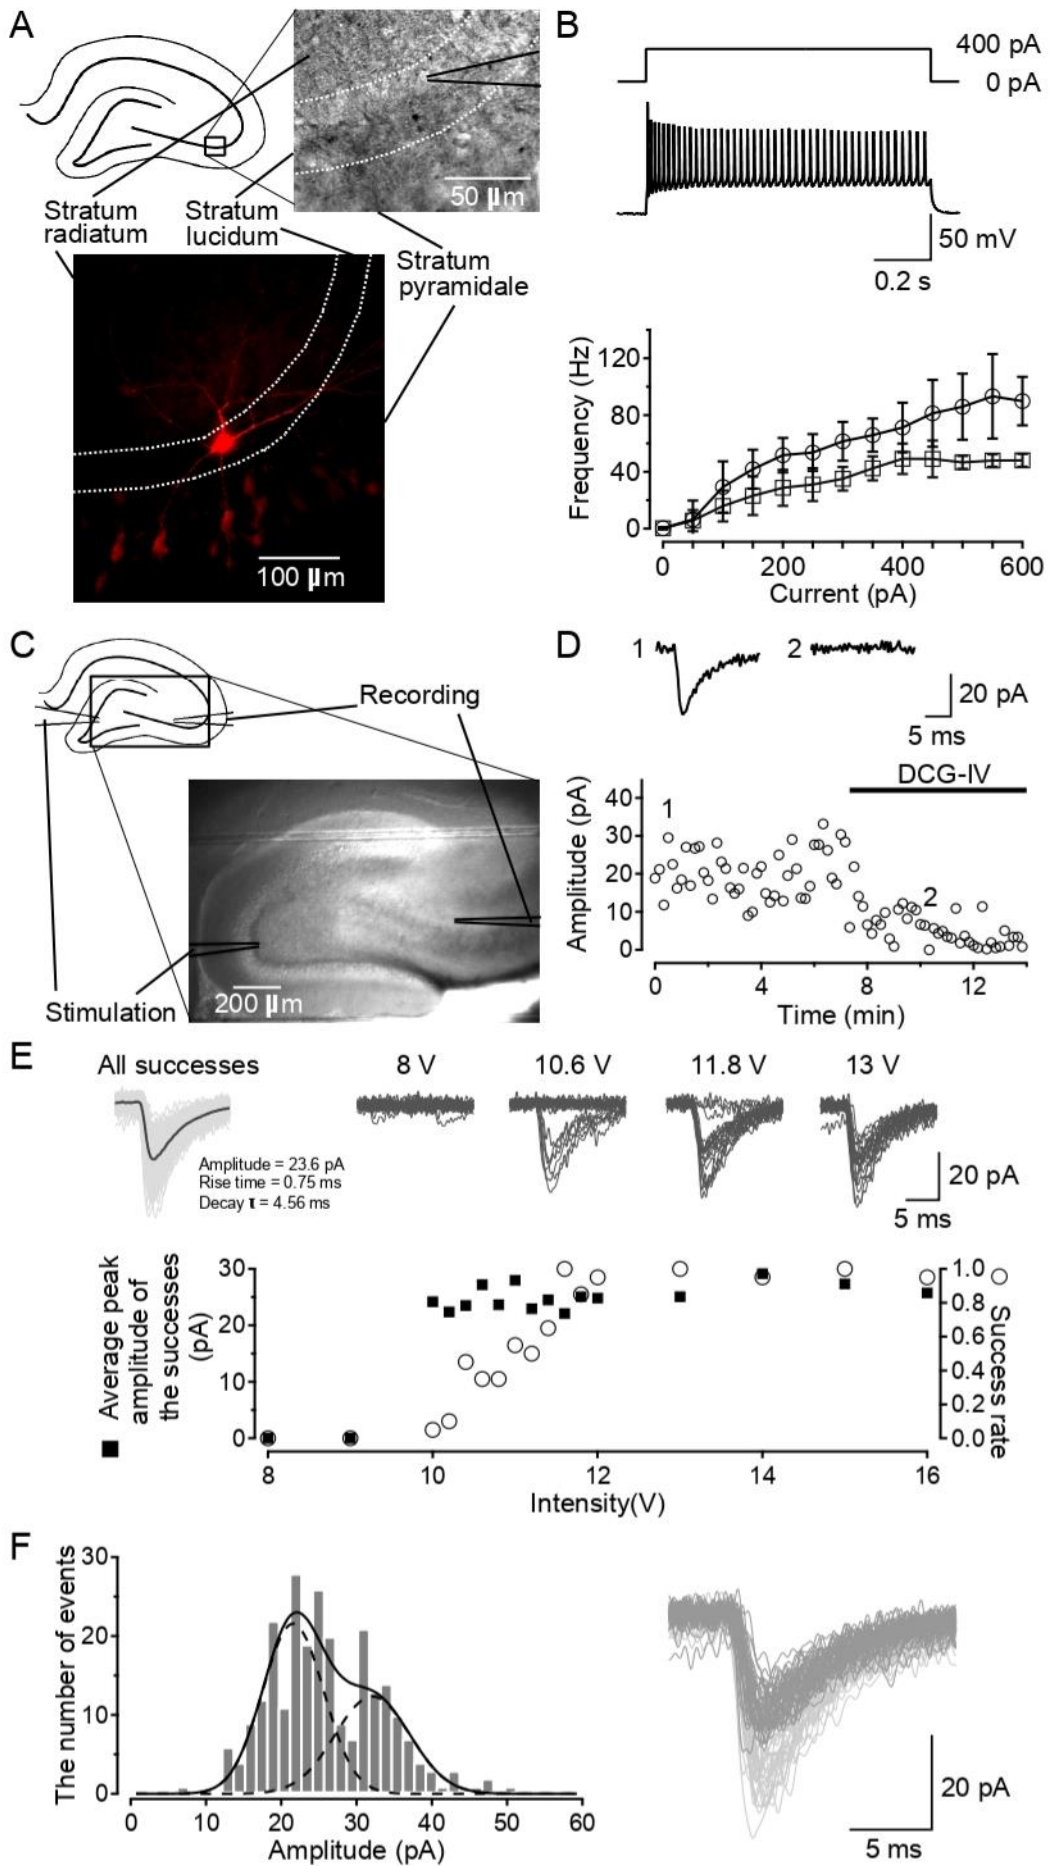 A
50 µm
Stratum
radiatum
Stratum
lucidum
Stratum
pyramidale
100 µm
B
400 pA
0 pA
50 mV
0.2 s
Frequency (Hz)
120
80
40
0
0 200 400 600
Current (pA)
C
Recording
Stimulation
200 µm
D
1 2
20 pA
5 ms
DCG-IV
Amplitude (pA)
40
30
20
10
0
1
2
0 4 8 12
Time (min)
E
All successes 8 V 10.6 V 11.8 V 13 V
Amplitude = 23.6 pA
Rise time = 0.75 ms
Decay τ = 4.56 ms
20 pA
5 ms
Average peak
amplitude of
the successes
(pA)
30
20
10
0
1.0
0.8
0.6
0.4
0.2
0.0
Success rate
8 10 12 14 16
Intensity(V)
F
The number of events
30
20
10
0
0 10 20 30 40 50 60
Amplitude (pA)
20 pA
5 ms